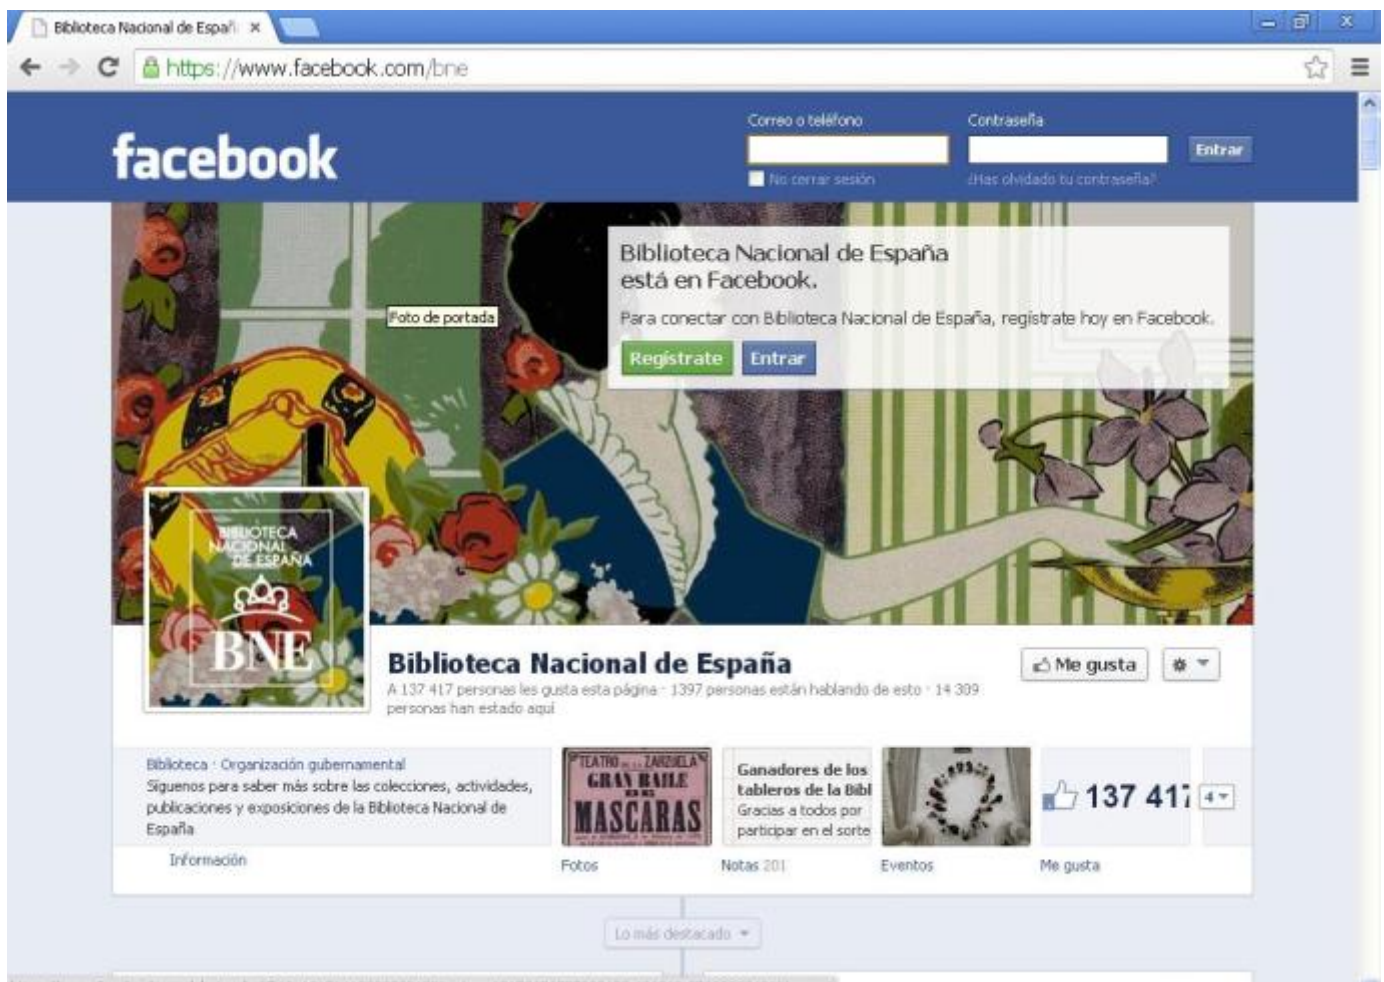 Biblioteca Nacional de Españ
https://www.facebook.com/bne
facebook
Correo o teléfono
Contraseña
Entrar
No cerrar sesión
¿Has olvidado tu contraseña?
Biblioteca Nacional de España
está en Facebook.
Para conectar con Biblioteca Nacional de España, regístrate hoy en Facebook.
Regístrate
Entrar
Foto de portada
BIBLIOTECA
NACIONAL
DE ESPAÑA
BNE
Biblioteca Nacional de España
A 137 417 personas les gusta esta página · 1397 personas están hablando de esto · 14 309
personas han estado aquí
Me gusta
Biblioteca · Organización gubernamental
Síguenos para saber más sobre las colecciones, actividades,
publicaciones y exposiciones de la Biblioteca Nacional de
España
Información
TEATRO DE LA ZARZUELA
GRAN BAILE
DE
MASCARAS
Fotos
Ganadores de los
tableros de la Bibl
Gracias a todos por
participar en el sorte
Notas 201
Eventos
137 417
Me gusta
4
Lo más destacado